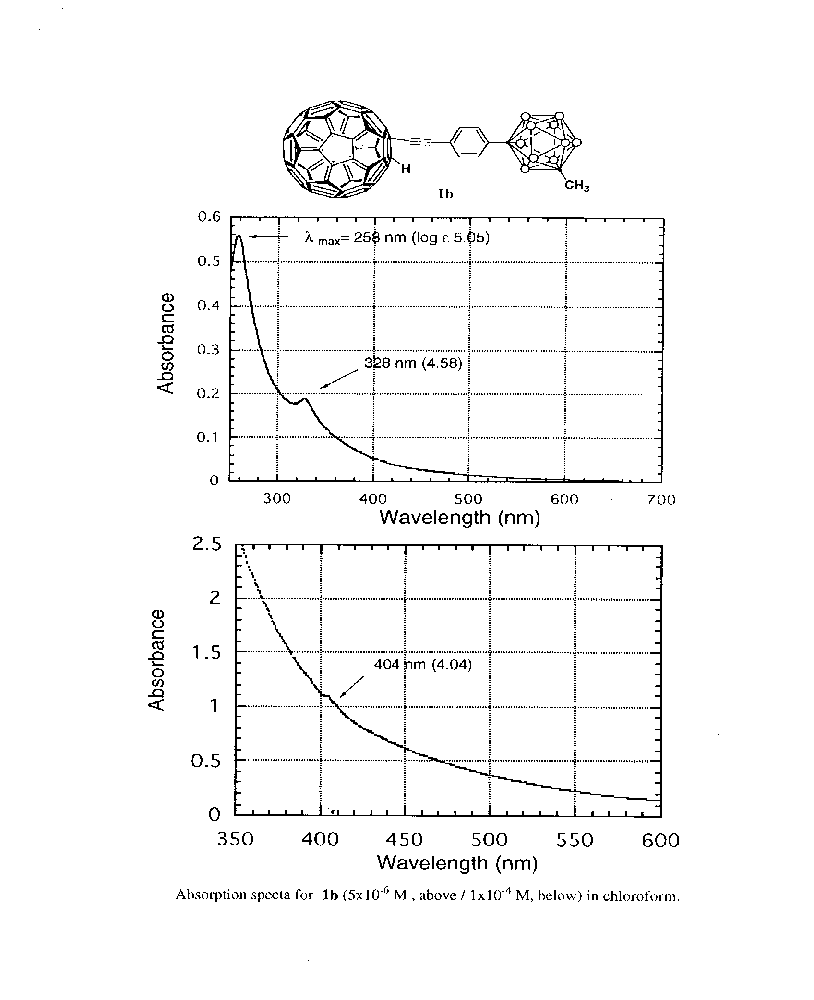 H
CH3
1b
0.6
λ max= 258 nm (log ε 5.05)
0.5
0.4
0.3
328 nm (4.58)
0.2
0.1
0
Absorbance
300 400 500 600 700
Wavelength (nm)
2.5
2
1.5
404 nm (4.04)
1
0.5
0
Absorbance
350 400 450 500 550 600
Wavelength (nm)
Absorption specta for 1b (5x10-6 M , above / 1x10-4 M, below) in chloroform.